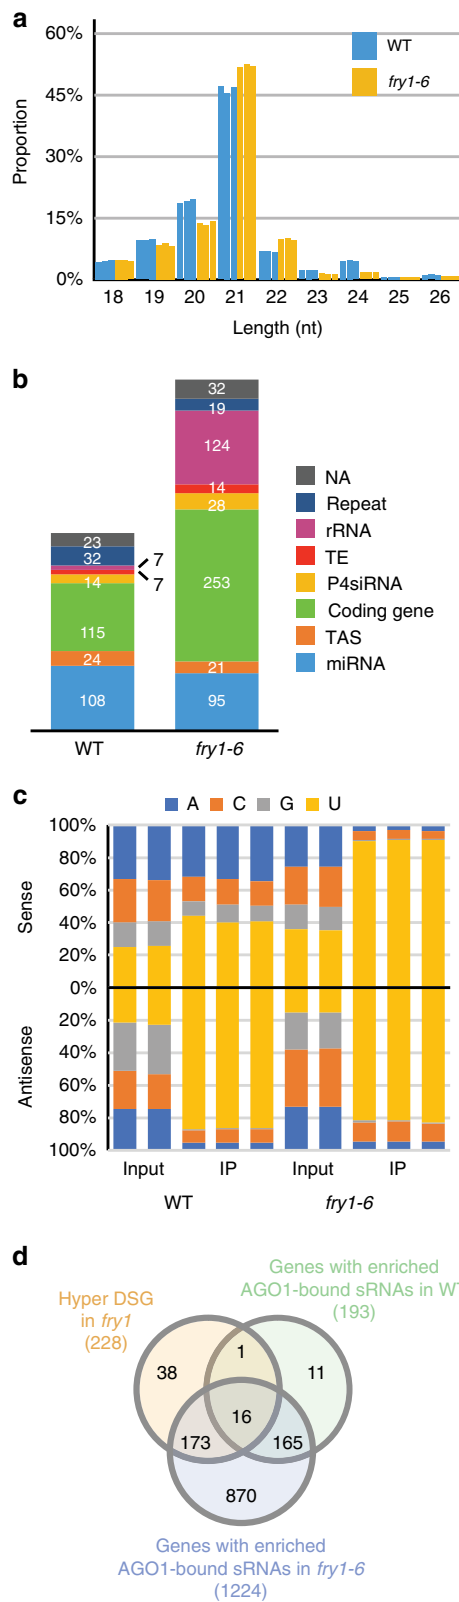 a
60%
45%
30%
15%
0%
Proportion
WT
fry1-6
18 19 20 21 22 23 24 25 26
Length (nt)
b
23
32
7
7
14
115
24
108
32
19
124
14
28
253
21
95
NA
Repeat
rRNA
TE
P4siRNA
Coding gene
TAS
miRNA
WT fry1-6
c
A C G U
100%
80%
60%
40%
20%
0%
20%
40%
60%
80%
100%
Sense
Antisense
Input IP Input IP
WT fry1-6
d
Genes with enriched
AGO1-bound sRNAs in WT
(193)
Hyper DSG
in fry1
(228)
1
38
11
16
173
165
870
Genes with enriched
AGO1-bound sRNAs in fry1-6
(1224)